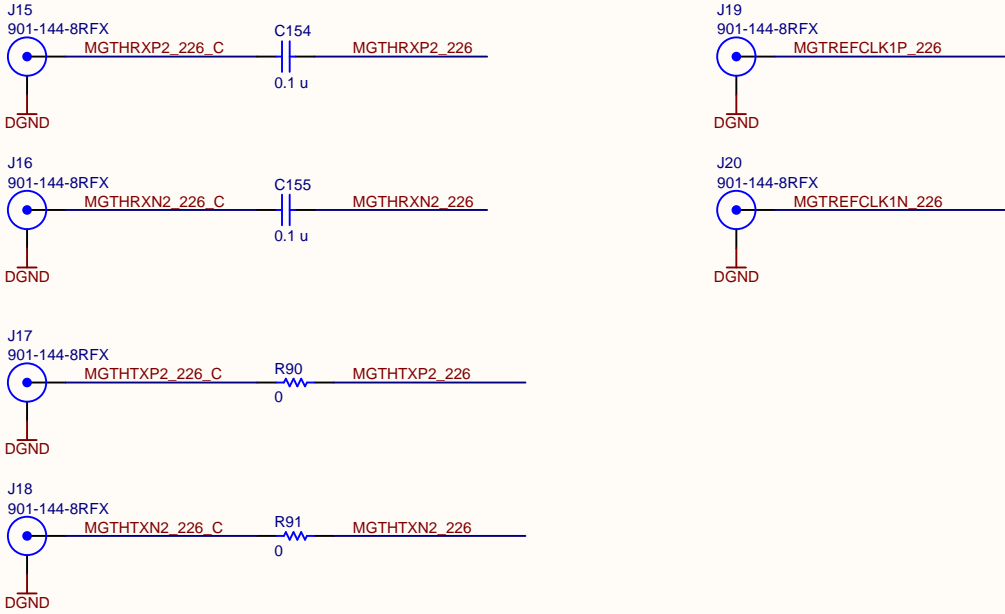 J15
901-144-8RFX
MGTHRXP2_226_C
C154
0.1 u
MGTHRXP2_226
DGND
J19
901-144-8RFX
MGTREFCLK1P_226
DGND
J16
901-144-8RFX
MGTHRXN2_226_C
C155
0.1 u
MGTHRXN2_226
DGND
J20
901-144-8RFX
MGTREFCLK1N_226
DGND
J17
901-144-8RFX
MGTHTXP2_226_C
R90
0
MGTHTXP2_226
DGND
J18
901-144-8RFX
MGTHTXN2_226_C
R91
0
MGTHTXN2_226
DGND